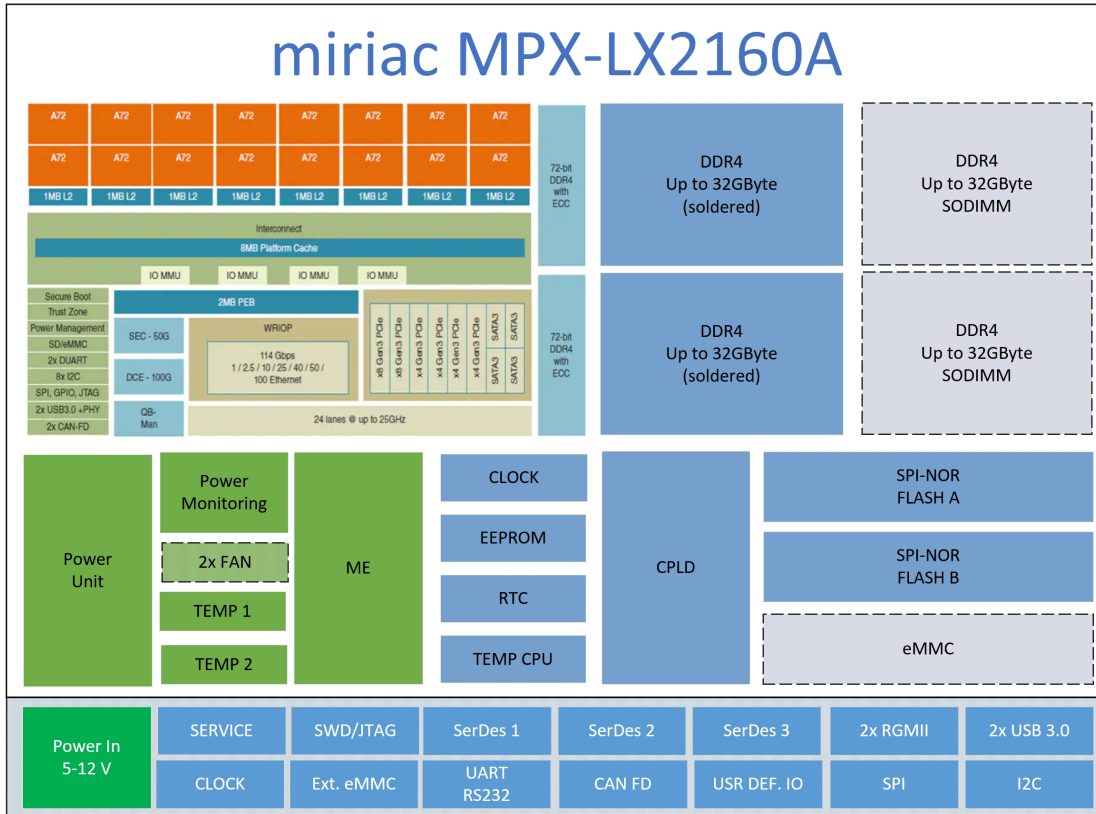 miriac MPX-LX2160A
A72 A72 A72 A72 A72 A72 A72 A72
A72 A72 A72 A72 A72 A72 A72 A72
1MB L2 1MB L2 1MB L2 1MB L2 1MB L2 1MB L2 1MB L2 1MB L2
Interconnect
8MB Platform Cache
IO MMU IO MMU IO MMU IO MMU
Secure Boot
Trust Zone
Power Management
SD/eMMC
2x DUART
8x I2C
SPI, GPIO, JTAG
2x USB3.0 +PHY
2x CAN-FD
2MB PEB
SEC - 50G
DCE - 100G
QB-
Man
WRIOP
114 Gbps
1 / 2.5 / 10 / 25 / 40 / 50 /
100 Ethernet
x8 Gen3 PCIe
x8 Gen3 PCIe
x4 Gen3 PCIe
x4 Gen3 PCIe
x4 Gen3 PCIe
x4 Gen3 PCIe
SATA3 SATA3
SATA3 SATA3
24 lanes @ up to 25GHz
72-bit
DDR4
with
ECC
72-bit
DDR4
with
ECC
DDR4
Up to 32GByte
(soldered)
DDR4
Up to 32GByte
SODIMM
DDR4
Up to 32GByte
(soldered)
DDR4
Up to 32GByte
SODIMM
Power
Unit
Power
Monitoring
2x FAN
TEMP 1
TEMP 2
ME
CLOCK
EEPROM
RTC
TEMP CPU
CPLD
SPI-NOR
FLASH A
SPI-NOR
FLASH B
eMMC
Power In
5-12 V
SERVICE
SWD/JTAG
SerDes 1
SerDes 2
SerDes 3
2x RGMII
2x USB 3.0
CLOCK
Ext. eMMC
UART
RS232
CAN FD
USR DEF. IO
SPI
I2C